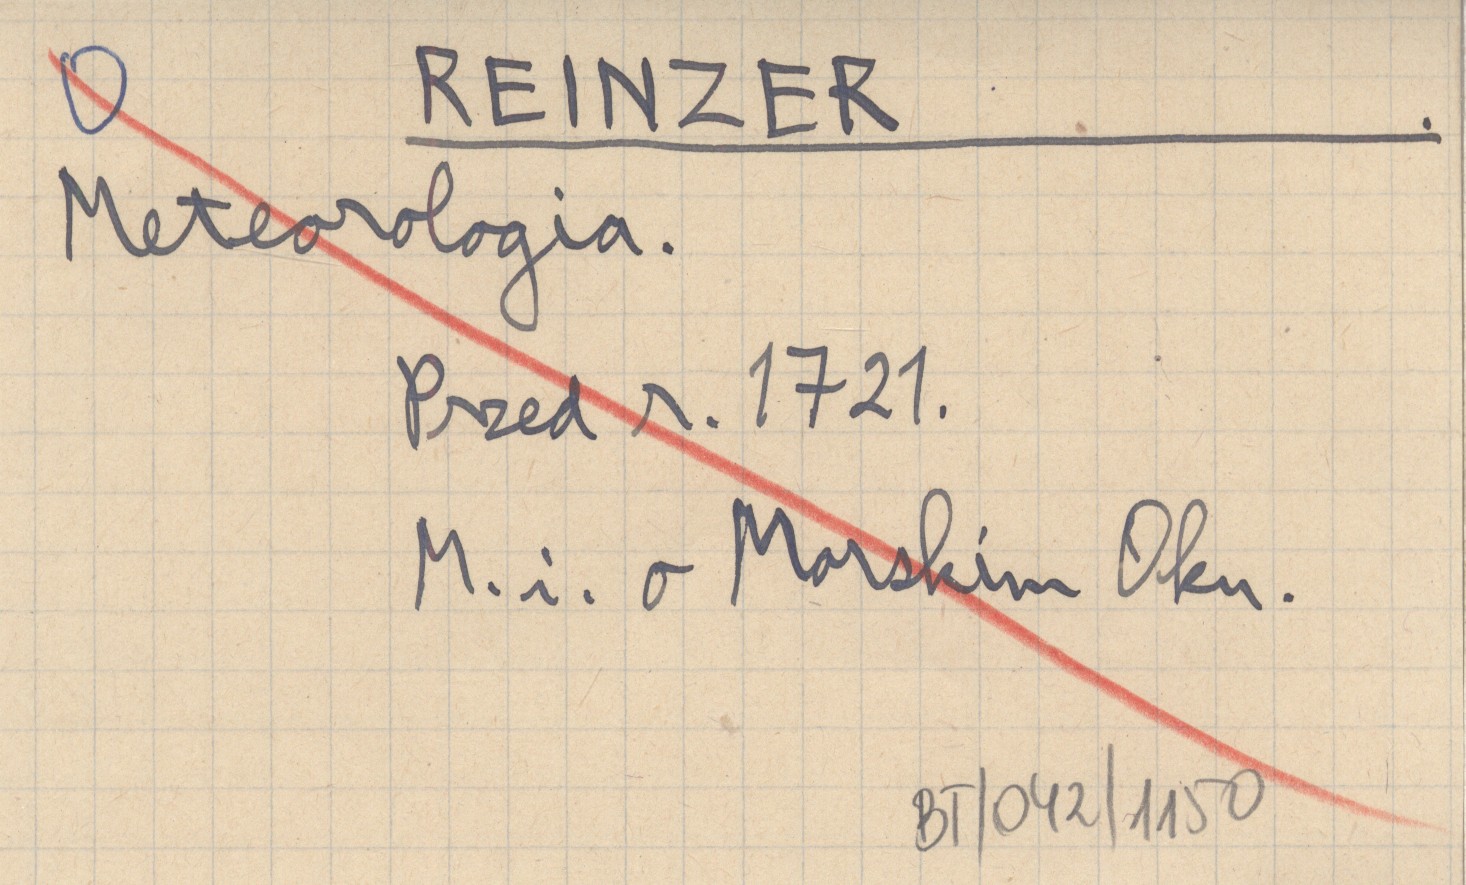 O REINZER .
Meteorologia.
Przed r. 1721.
M. i. o Morskim Oku.
BT/042/1150